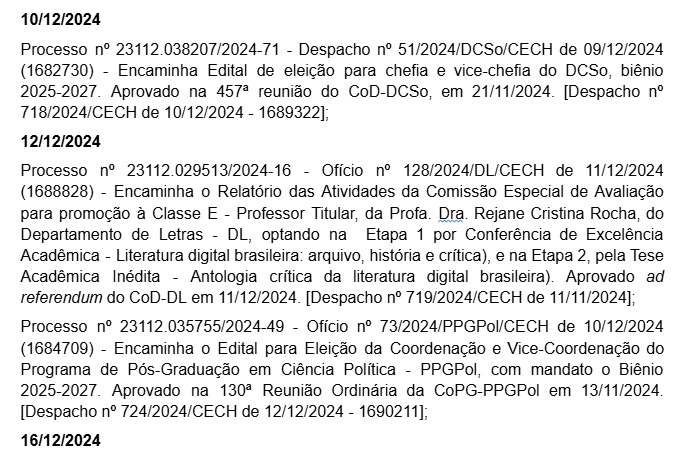 10/12/2024
Processo nº 23112.038207/2024-71 - Despacho nº 51/2024/DCSo/CECH de 09/12/2024
(1682730) - Encaminha Edital de eleição para chefia e vice-chefia do DCSo, biênio
2025-2027. Aprovado na 457ª reunião do CoD-DCSo, em 21/11/2024. [Despacho nº
718/2024/CECH de 10/12/2024 - 1689322];
12/12/2024
Processo nº 23112.029513/2024-16 - Ofício nº 128/2024/DL/CECH de 11/12/2024
(1688828) - Encaminha o Relatório das Atividades da Comissão Especial de Avaliação
para promoção à Classe E - Professor Titular, da Profa. Dra. Rejane Cristina Rocha, do
Departamento de Letras - DL, optando na Etapa 1 por Conferência de Excelência
Acadêmica - Literatura digital brasileira: arquivo, história e crítica), e na Etapa 2, pela Tese
Acadêmica Inédita - Antologia crítica da literatura digital brasileira). Aprovado ad
referendum do CoD-DL em 11/12/2024. [Despacho nº 719/2024/CECH de 11/11/2024];
Processo nº 23112.035755/2024-49 - Ofício nº 73/2024/PPGPol/CECH de 10/12/2024
(1684709) - Encaminha o Edital para Eleição da Coordenação e Vice-Coordenação do
Programa de Pós-Graduação em Ciência Política - PPGPol, com mandato o Biênio
2025-2027. Aprovado na 130ª Reunião Ordinária da CoPG-PPGPol em 13/11/2024.
[Despacho nº 724/2024/CECH de 12/12/2024 - 1690211];
16/12/2024